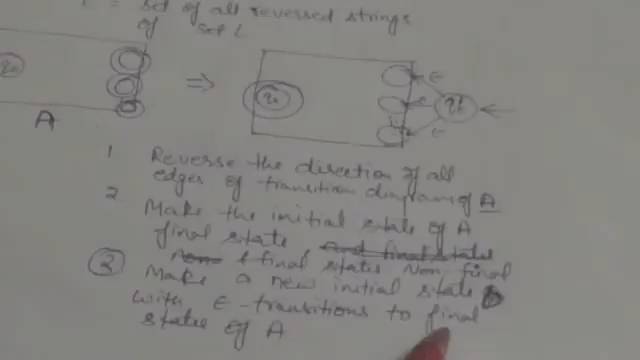 = set of all reversed strings
of set L
q0
A
⇒
q0
ε
ε
ε
1 Reverse the direction of all
edges of transition diagram of A
2 Make the initial state of A
final state
& final states Non final
3 Make a new initial state
with ε-transitions to final
states of A